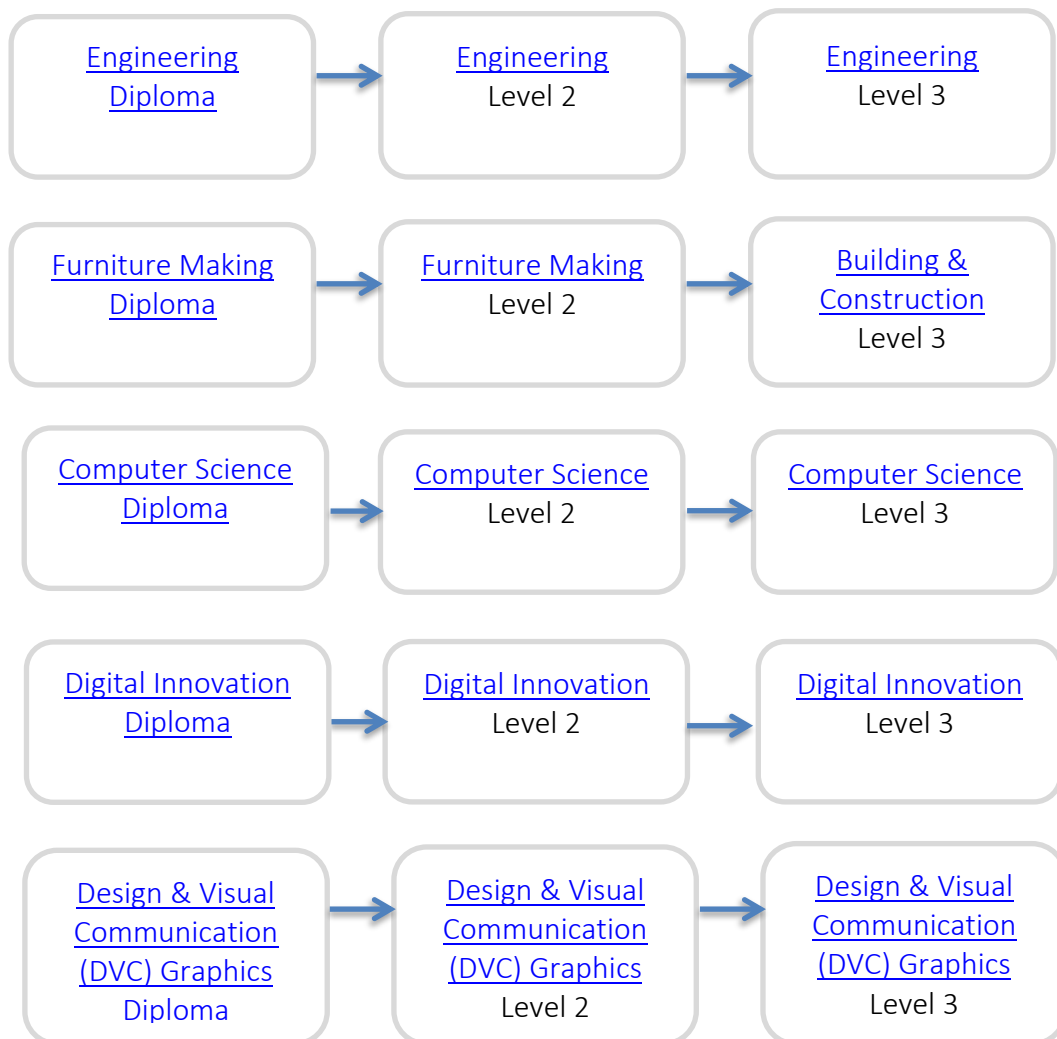 Engineering
Diploma
Engineering
Level 2
Engineering
Level 3
Furniture Making
Diploma
Furniture Making
Level 2
Building &
Construction
Level 3
Computer Science
Diploma
Computer Science
Level 2
Computer Science
Level 3
Digital Innovation
Diploma
Digital Innovation
Level 2
Digital Innovation
Level 3
Design & Visual
Communication
(DVC) Graphics
Diploma
Design & Visual
Communication
(DVC) Graphics
Level 2
Design & Visual
Communication
(DVC) Graphics
Level 3